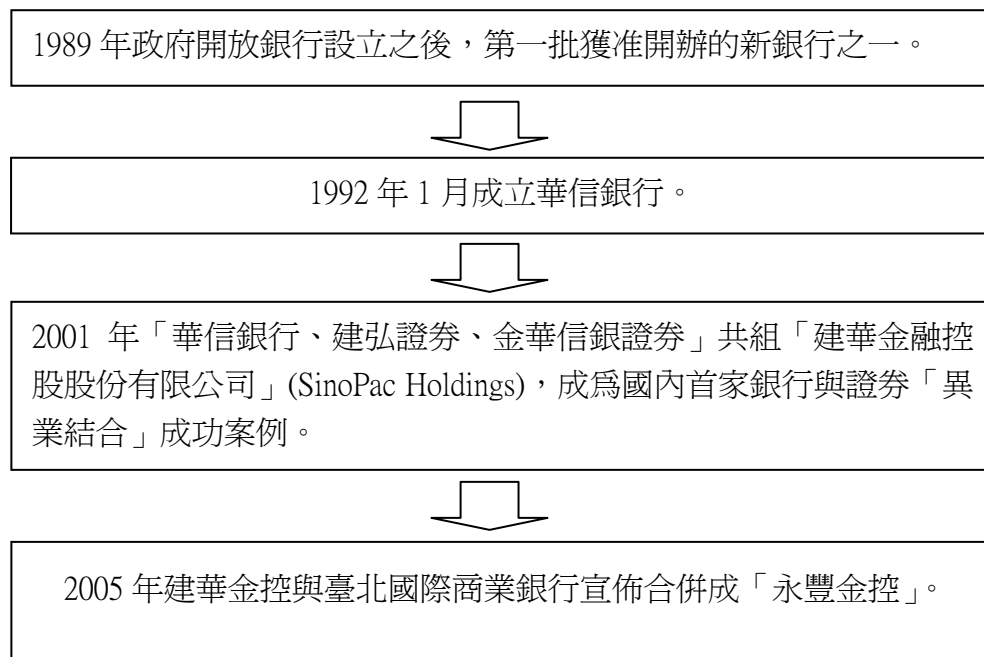 1989 年政府開放銀行設立之後，第一批獲准開辦的新銀行之一。
1992 年 1 月成立華信銀行。
2001 年「華信銀行、建弘證券、金華信銀證券」共組「建華金融控
股股份有限公司」(SinoPac Holdings)，成爲國內首家銀行與證券「異
業結合」成功案例。
2005 年建華金控與臺北國際商業銀行宣佈合併成「永豐金控」。